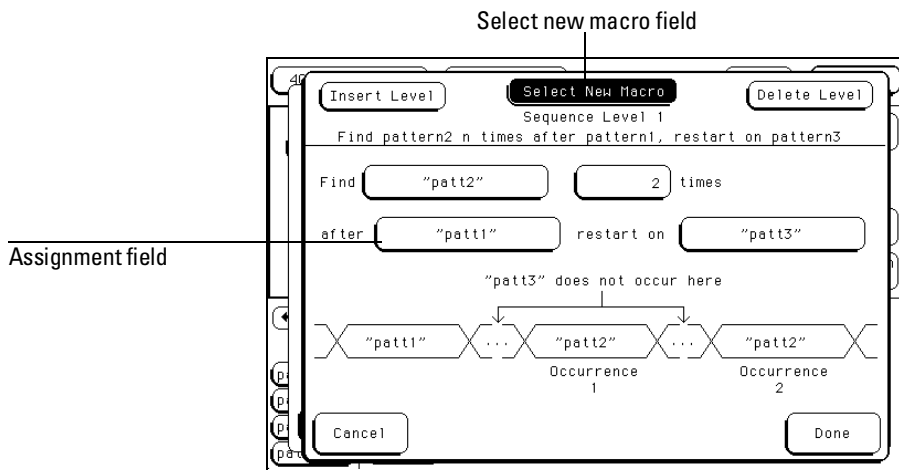 Select new macro field
40
Insert Level
Select New Macro
Delete Level
Sequence Level 1
Find pattern2 n times after pattern1, restart on pattern3
Find "patt2" 2 times
after "patt1" restart on "patt3"
Assignment field
"patt3" does not occur here
"patt1" ... "patt2" ... "patt2"
Occurrence Occurrence
1 2
Cancel Done